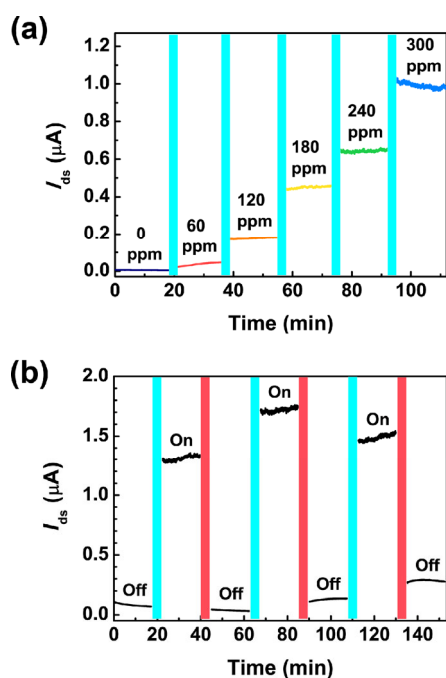 (a)
1.2
1.0
0.8
0.6
0.4
0.2
0.0
I_ds (μA)
0
ppm
60
ppm
120
ppm
180
ppm
240
ppm
300
ppm
0 20 40 60 80 100
Time (min)
(b)
2.0
1.5
1.0
0.5
0.0
I_ds (μA)
Off
On
Off
On
Off
On
Off
0 20 40 60 80 100 120 140
Time (min)